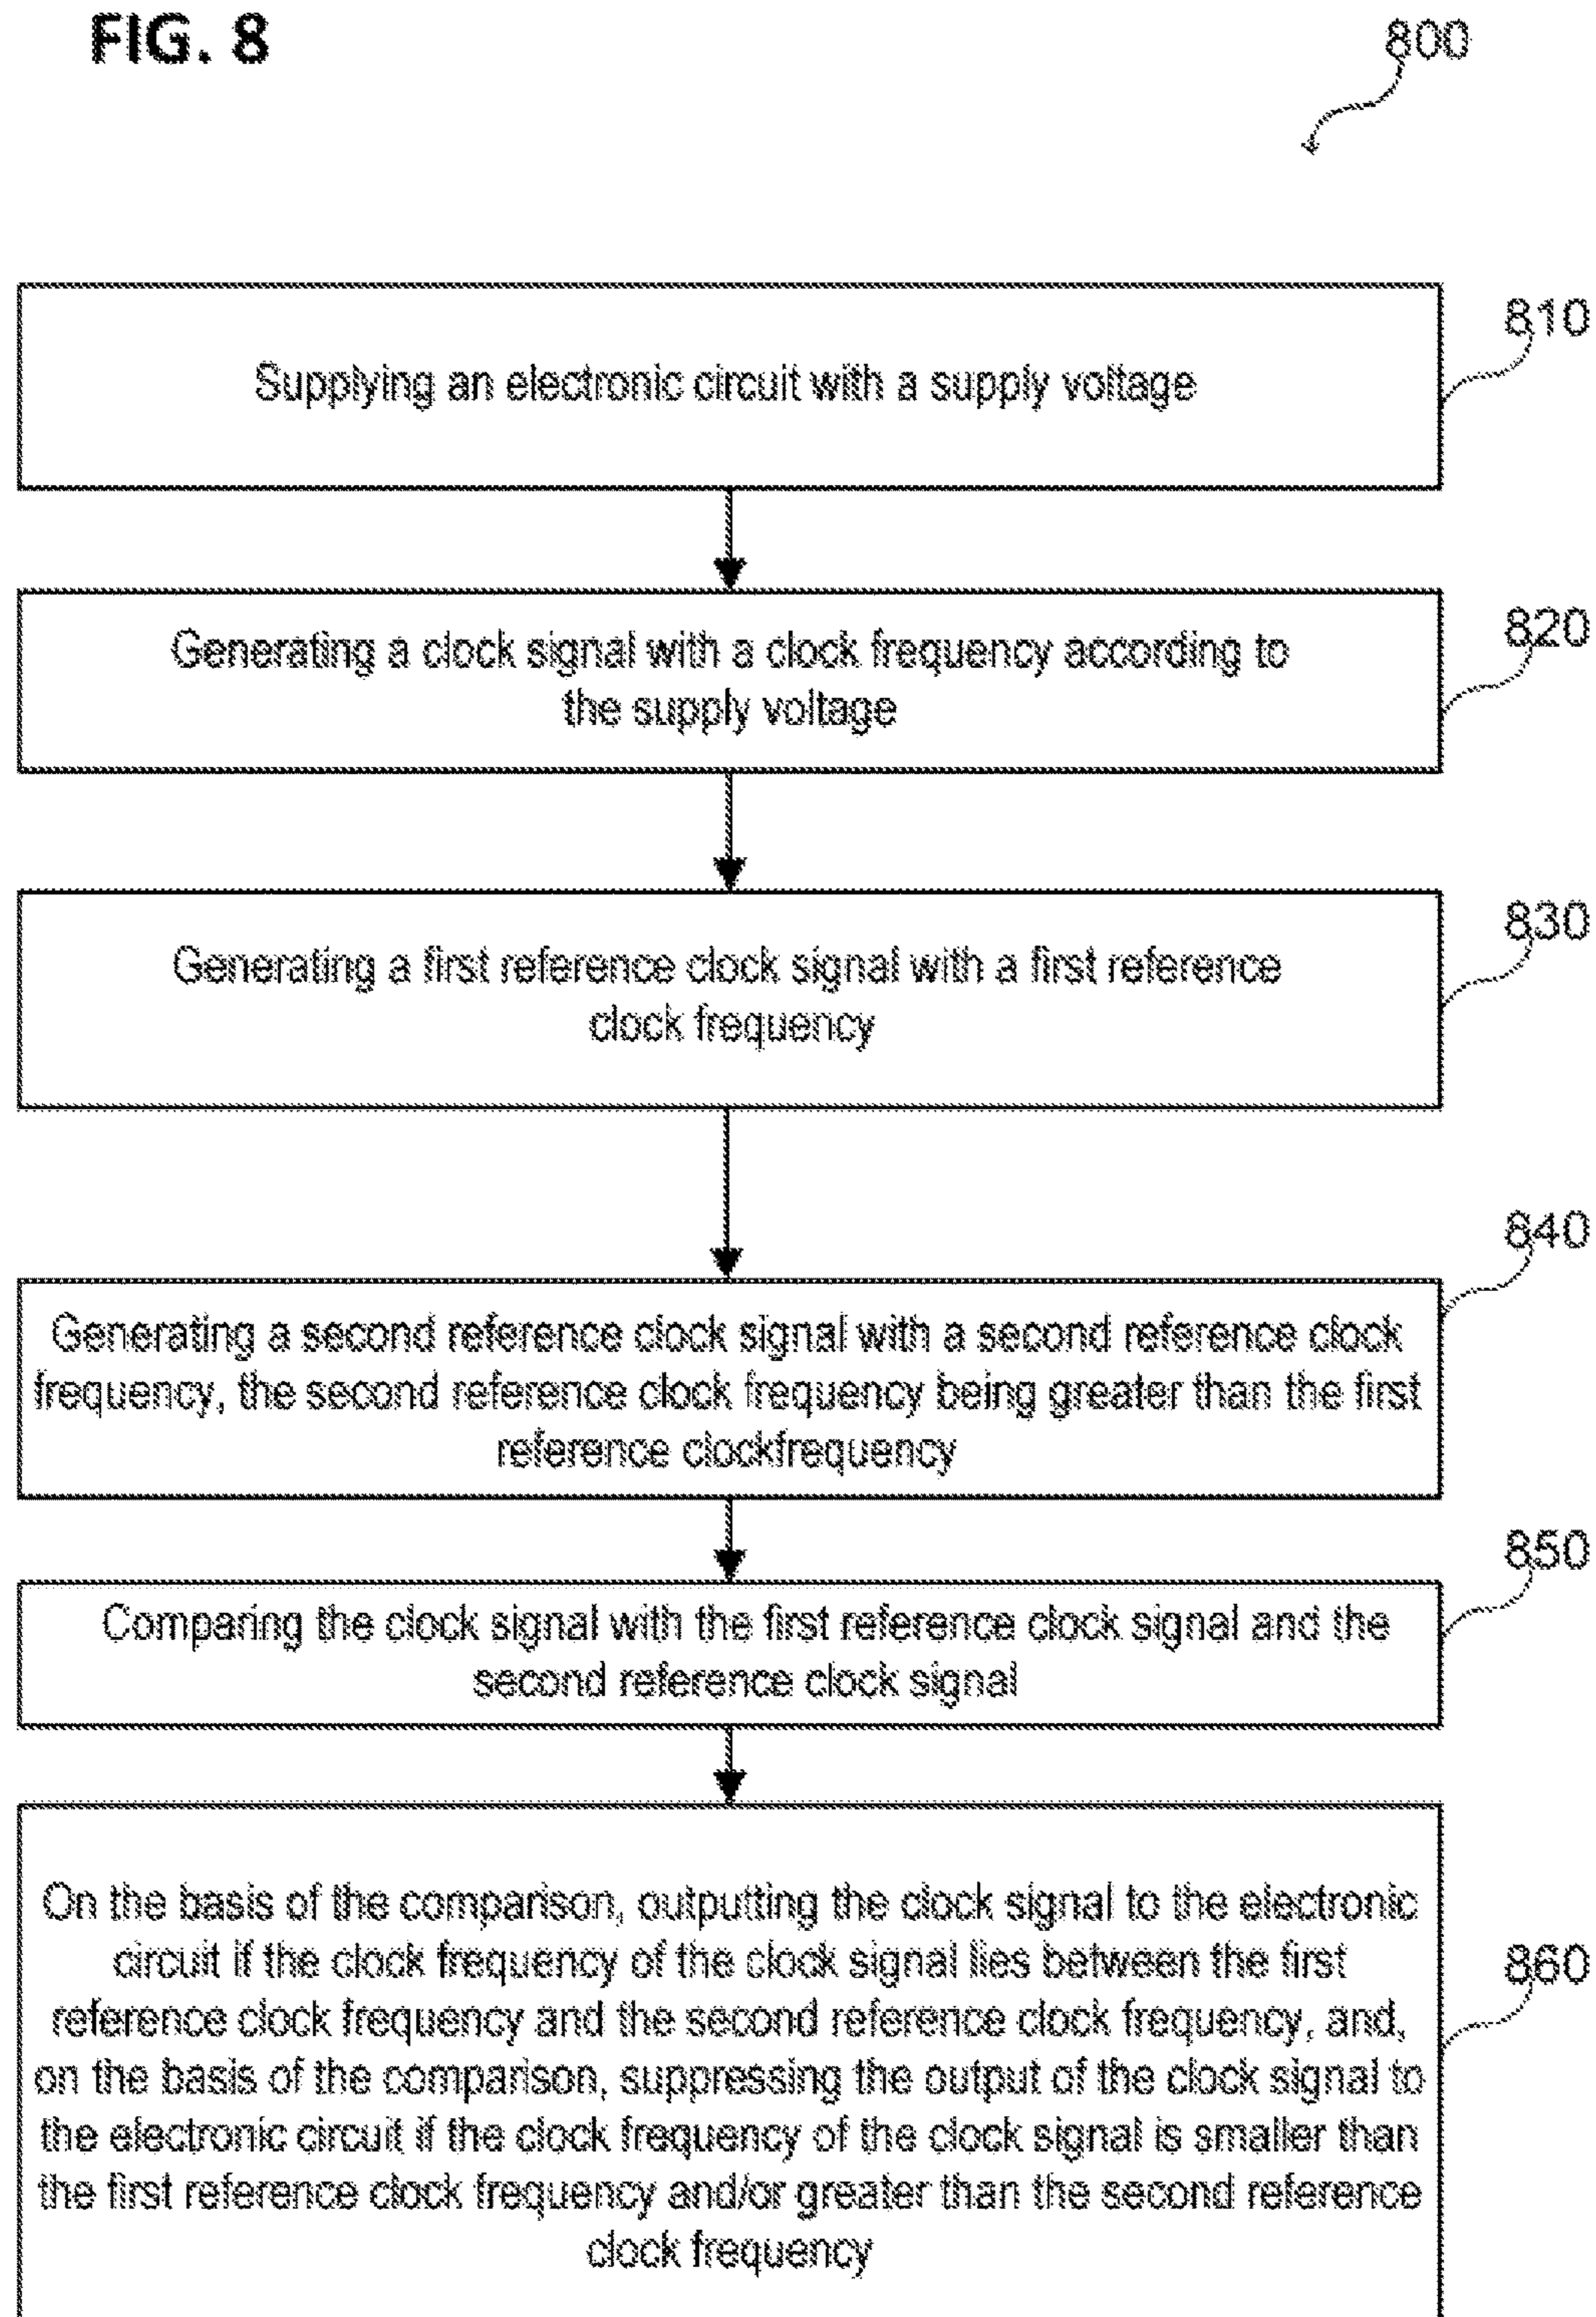 FIG. 8
800
810
Supplying an electronic circuit with a supply voltage
820
Generating a clock signal with a clock frequency according to
the supply voltage
830
Generating a first reference clock signal with a first reference
clock frequency
840
Generating a second reference clock signal with a second reference clock
frequency, the second reference clock frequency being greater than the first
reference clockfrequency
850
Comparing the clock signal with the first reference clock signal and the
second reference clock signal
On the basis of the comparison, outputting the clock signal to the electronic
circuit if the clock frequency of the clock signal lies between the first
860
reference clock frequency and the second reference clock frequency, and,
on the basis of the comparison, suppressing the output of the clock signal to
the electronic circuit if the clock frequency of the clock signal is smaller than
the first reference clock frequency and/or greater than the second reference
clock frequency